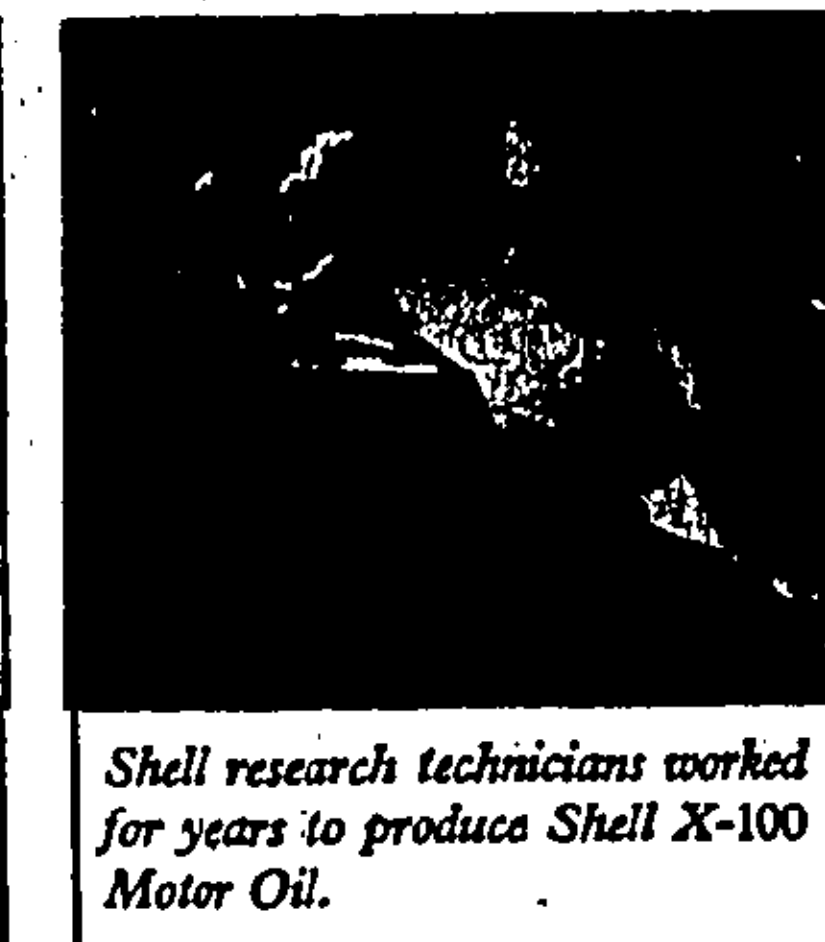 Shell research technicians worked
for years to produce Shell X-100
Motor Oil.